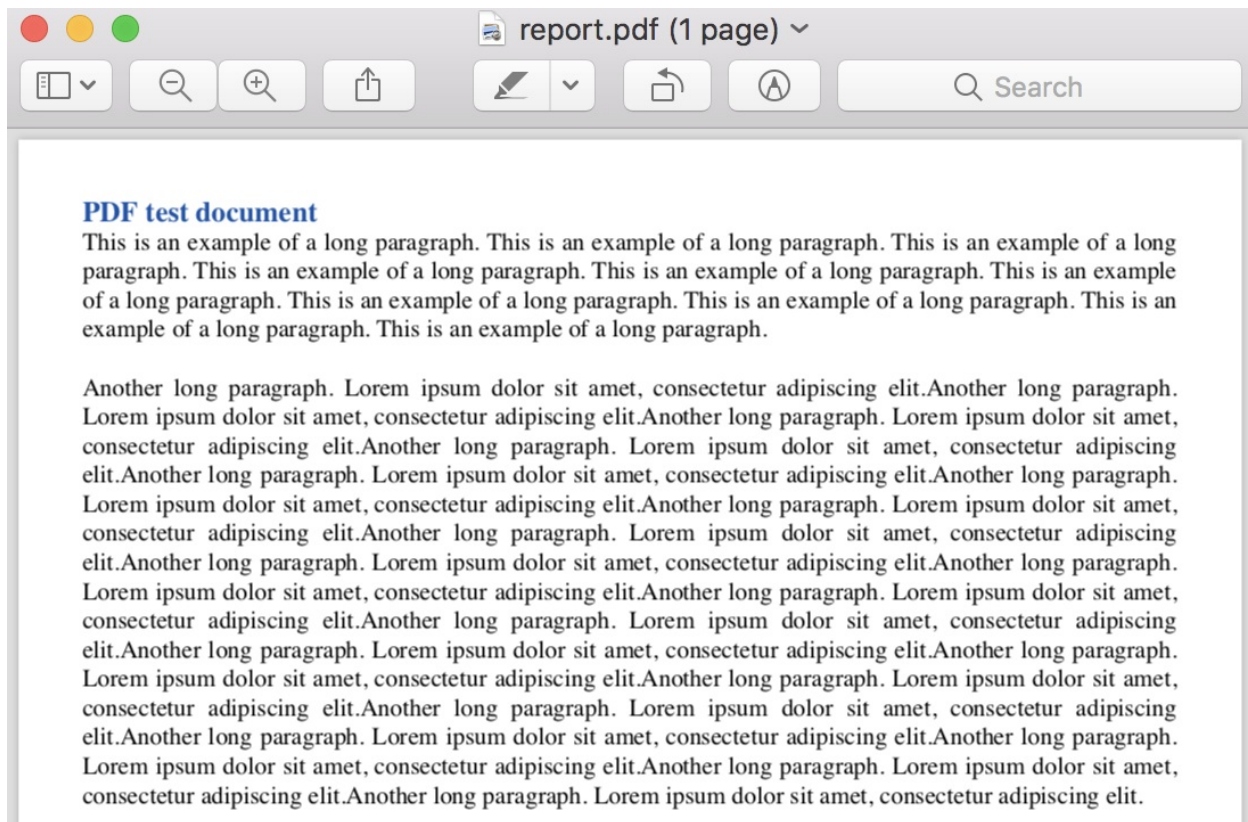 report.pdf (1 page)
Search
PDF test document
This is an example of a long paragraph. This is an example of a long paragraph. This is an example of a long
paragraph. This is an example of a long paragraph. This is an example of a long paragraph. This is an example
of a long paragraph. This is an example of a long paragraph. This is an example of a long paragraph. This is an
example of a long paragraph. This is an example of a long paragraph.
Another long paragraph. Lorem ipsum dolor sit amet, consectetur adipiscing elit.Another long paragraph.
Lorem ipsum dolor sit amet, consectetur adipiscing elit.Another long paragraph. Lorem ipsum dolor sit amet,
consectetur adipiscing elit.Another long paragraph. Lorem ipsum dolor sit amet, consectetur adipiscing
elit.Another long paragraph. Lorem ipsum dolor sit amet, consectetur adipiscing elit.Another long paragraph.
Lorem ipsum dolor sit amet, consectetur adipiscing elit.Another long paragraph. Lorem ipsum dolor sit amet,
consectetur adipiscing elit.Another long paragraph. Lorem ipsum dolor sit amet, consectetur adipiscing
elit.Another long paragraph. Lorem ipsum dolor sit amet, consectetur adipiscing elit.Another long paragraph.
Lorem ipsum dolor sit amet, consectetur adipiscing elit.Another long paragraph. Lorem ipsum dolor sit amet,
consectetur adipiscing elit.Another long paragraph. Lorem ipsum dolor sit amet, consectetur adipiscing
elit.Another long paragraph. Lorem ipsum dolor sit amet, consectetur adipiscing elit.Another long paragraph.
Lorem ipsum dolor sit amet, consectetur adipiscing elit.Another long paragraph. Lorem ipsum dolor sit amet,
consectetur adipiscing elit.Another long paragraph. Lorem ipsum dolor sit amet, consectetur adipiscing
elit.Another long paragraph. Lorem ipsum dolor sit amet, consectetur adipiscing elit.Another long paragraph.
Lorem ipsum dolor sit amet, consectetur adipiscing elit.Another long paragraph. Lorem ipsum dolor sit amet,
consectetur adipiscing elit.Another long paragraph. Lorem ipsum dolor sit amet, consectetur adipiscing elit.